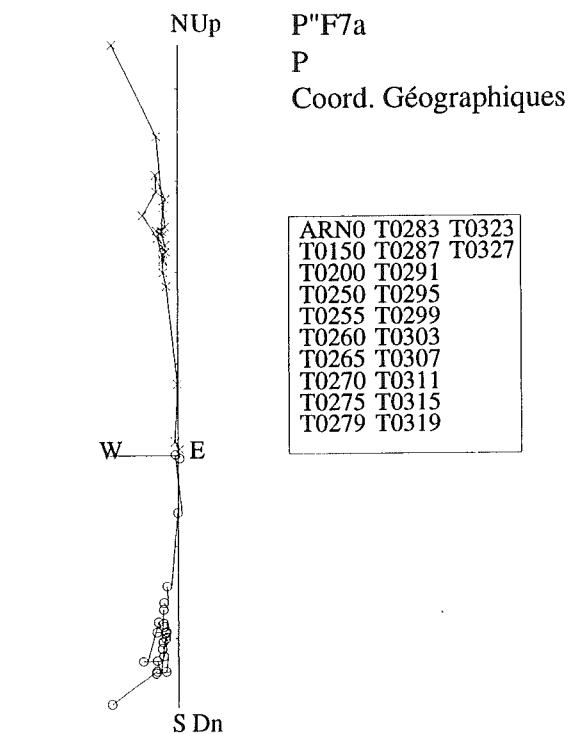 N Up
P"F7a
P
Coord. Géographiques
ARN0 T0283 T0323
T0150 T0287 T0327
T0200 T0291
T0250 T0295
T0255 T0299
T0260 T0303
T0265 T0307
T0270 T0311
T0275 T0315
T0279 T0319
W E
S Dn